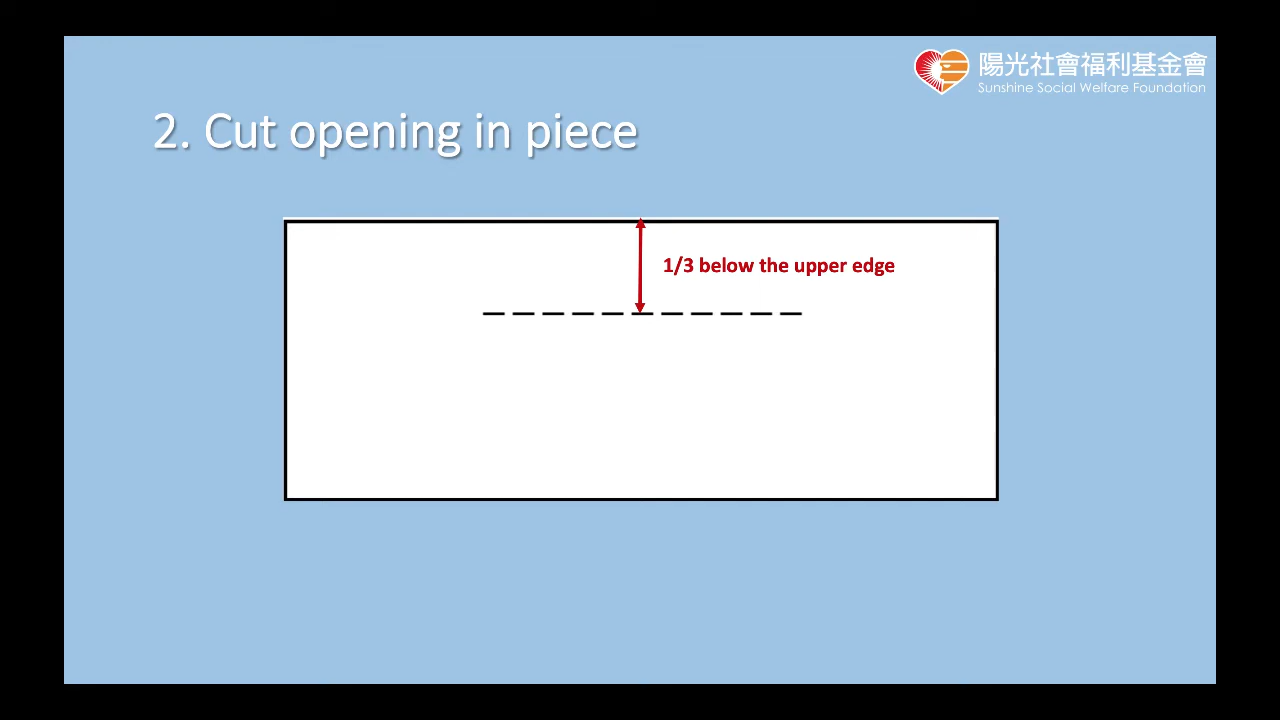 陽光社會福利基金會
Sunshine Social Welfare Foundation
2. Cut opening in piece
1/3 below the upper edge